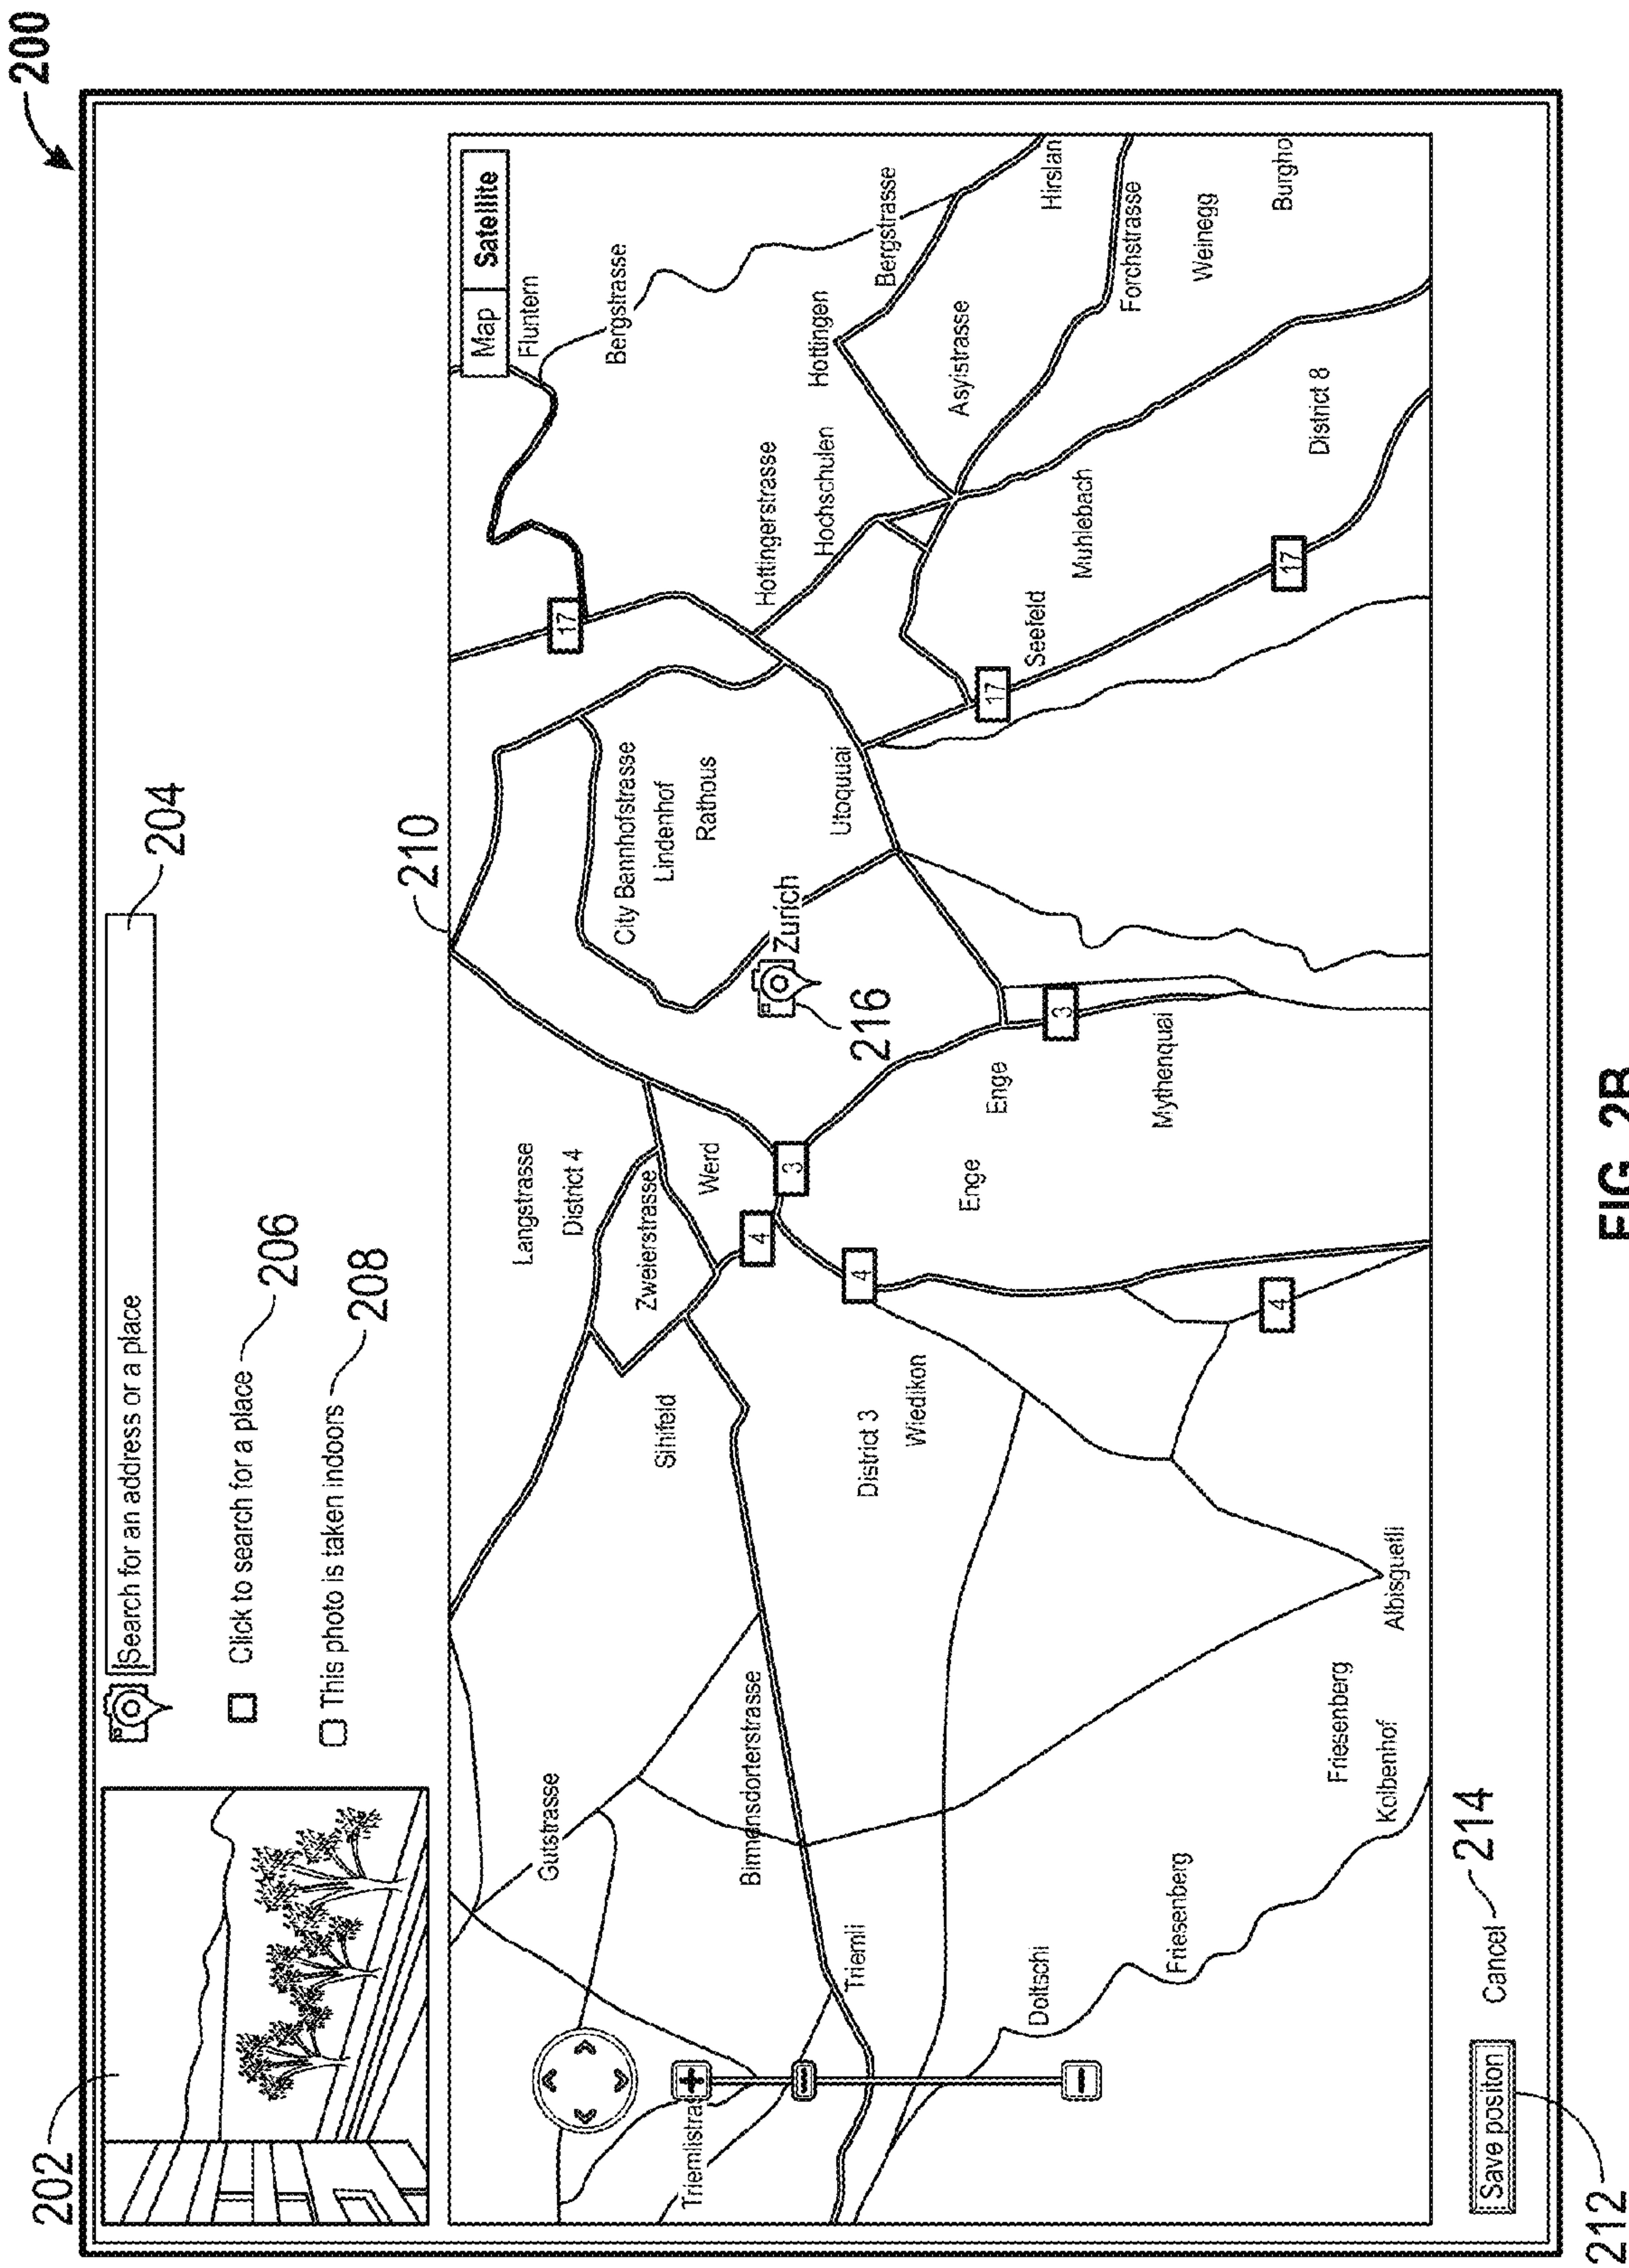 200
202
Search for an address or a place
204
Click to search for a place
206
This photo is taken indoors
208
210
Map
Satellite
Fluntern
Bergstrasse
Gutstrasse
Langstrasse
District 4
Zweierstrasse
Werd
Sihlfeld
17
City Bannhofstrasse
Lindenhof
Rathous
Hottingerstrasse
Hochschulen
Hottingen
Bergstrasse
Asylstrasse
Hirslan
Forchstrasse
Weinegg
Burgho
Triemlistras
Binmensdorterstrasse
Triemli
4
3
Zurich
216
Utoquuai
4
District 3
Wiedikon
Enge
Enge
3
17
Seefeld
Muhlebach
District 8
17
Doltschi
Friesenberg
4
Mythenquai
Friesenberg
Kolbenhof
Albisguetli
Save positon
212
Cancel
214
FIG. 2B